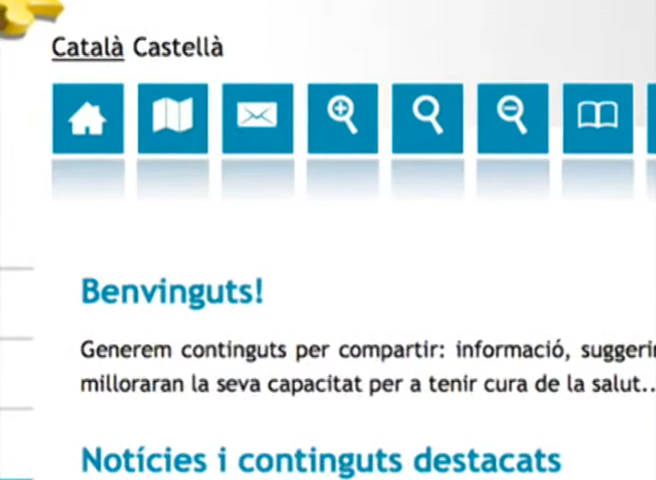 Català Castellà
Benvinguts!
Generem continguts per compartir: informació,
milloraran la seva capacitat per a tenir cura de la salut..
Notícies i continguts destacats